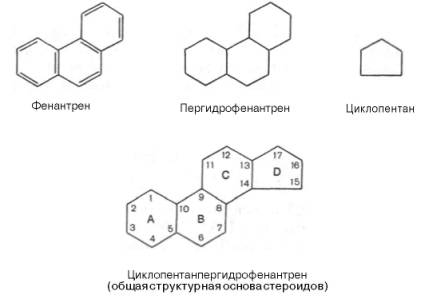 Фенантрен
Пергидрофенантрен
Циклопентан
12
17
11
13
16
C
D
1
9
14
15
2
10
8
A
B
3
5
7
4
6
Циклопентанпергидрофенантрен
(общая структурная основа стероидов)